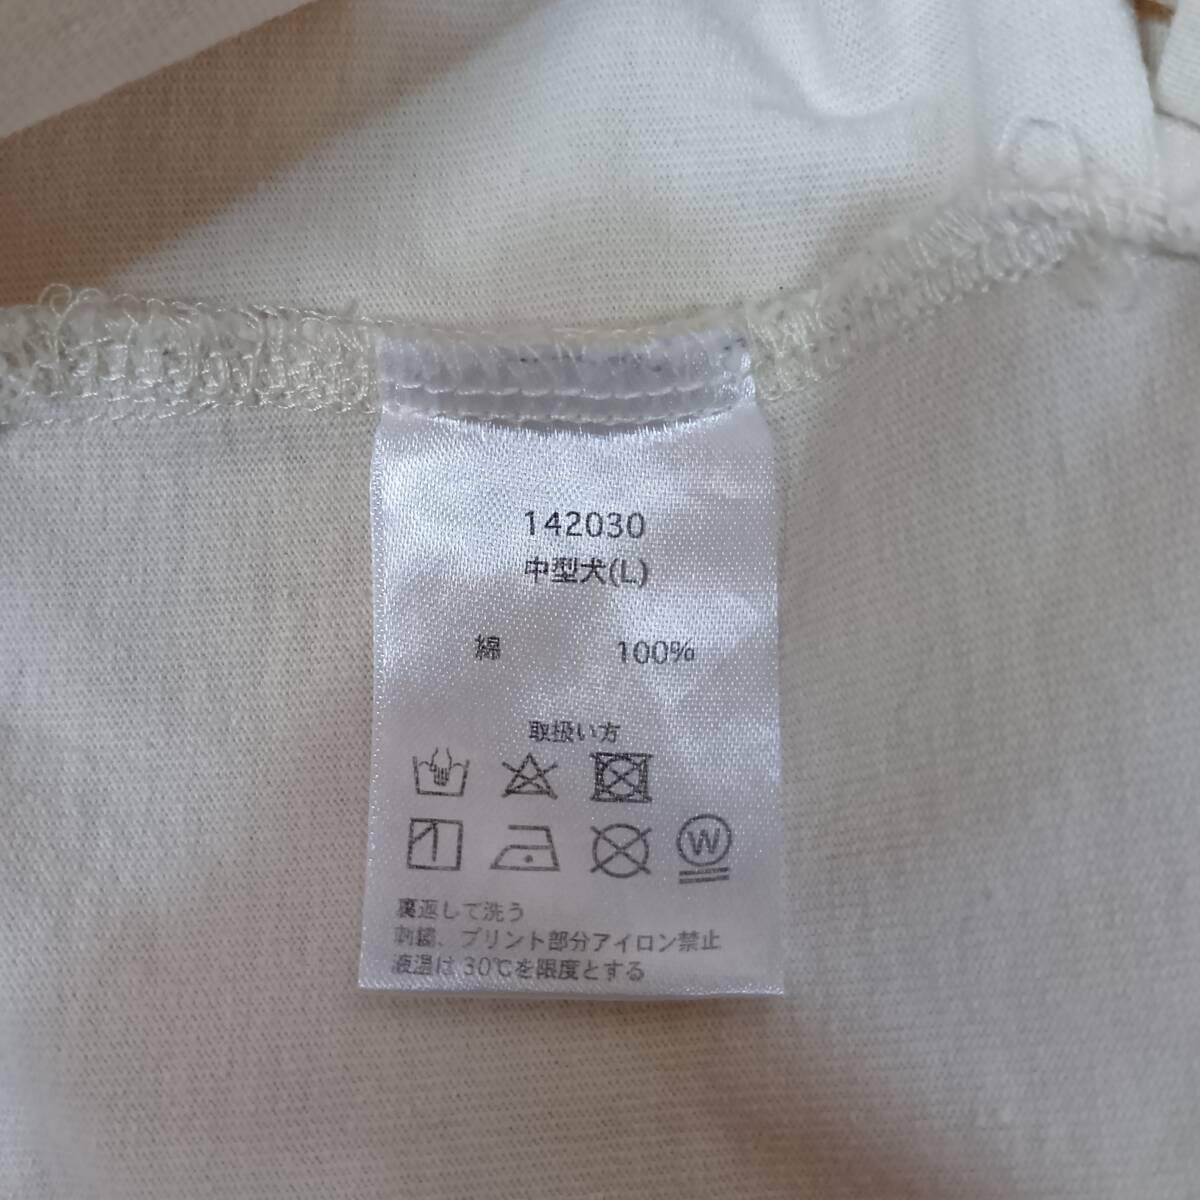 142030
中型犬(L)
綿 100%
取扱い方
W
裏返して洗う
刺繍、プリント部分アイロン禁止
液温は 30℃を限度とする